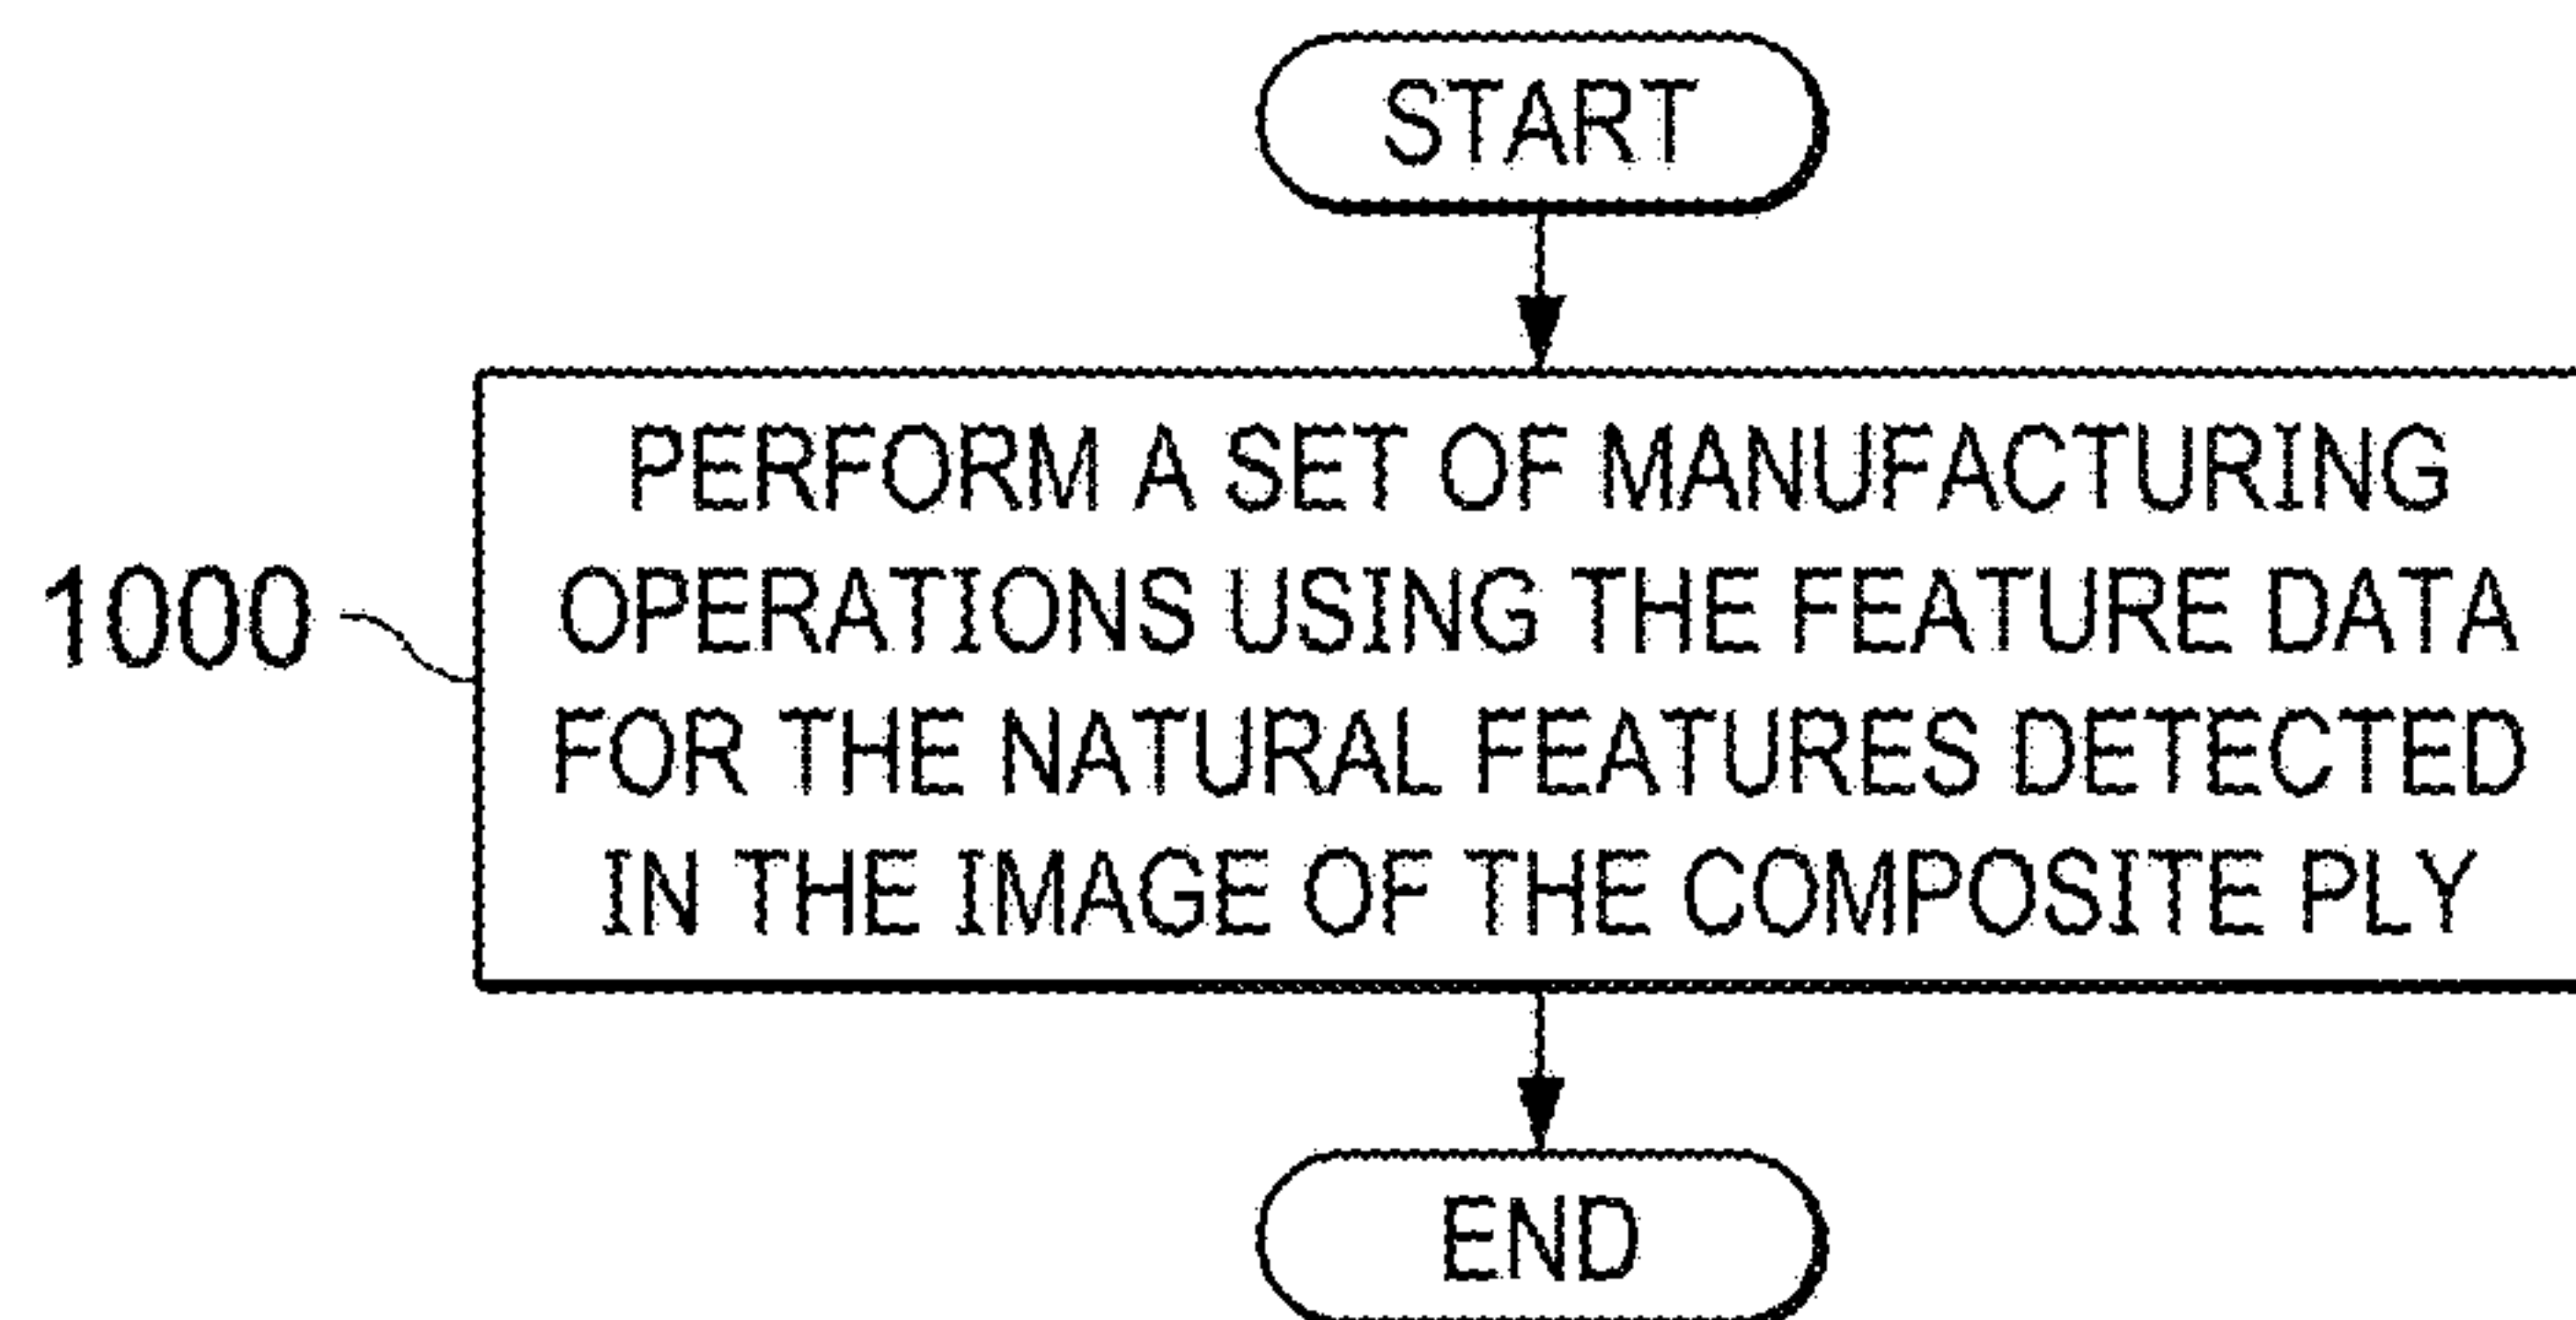 START
PERFORM A SET OF MANUFACTURING
OPERATIONS USING THE FEATURE DATA
1000
FOR THE NATURAL FEATURES DETECTED
IN THE IMAGE OF THE COMPOSITE PLY
END